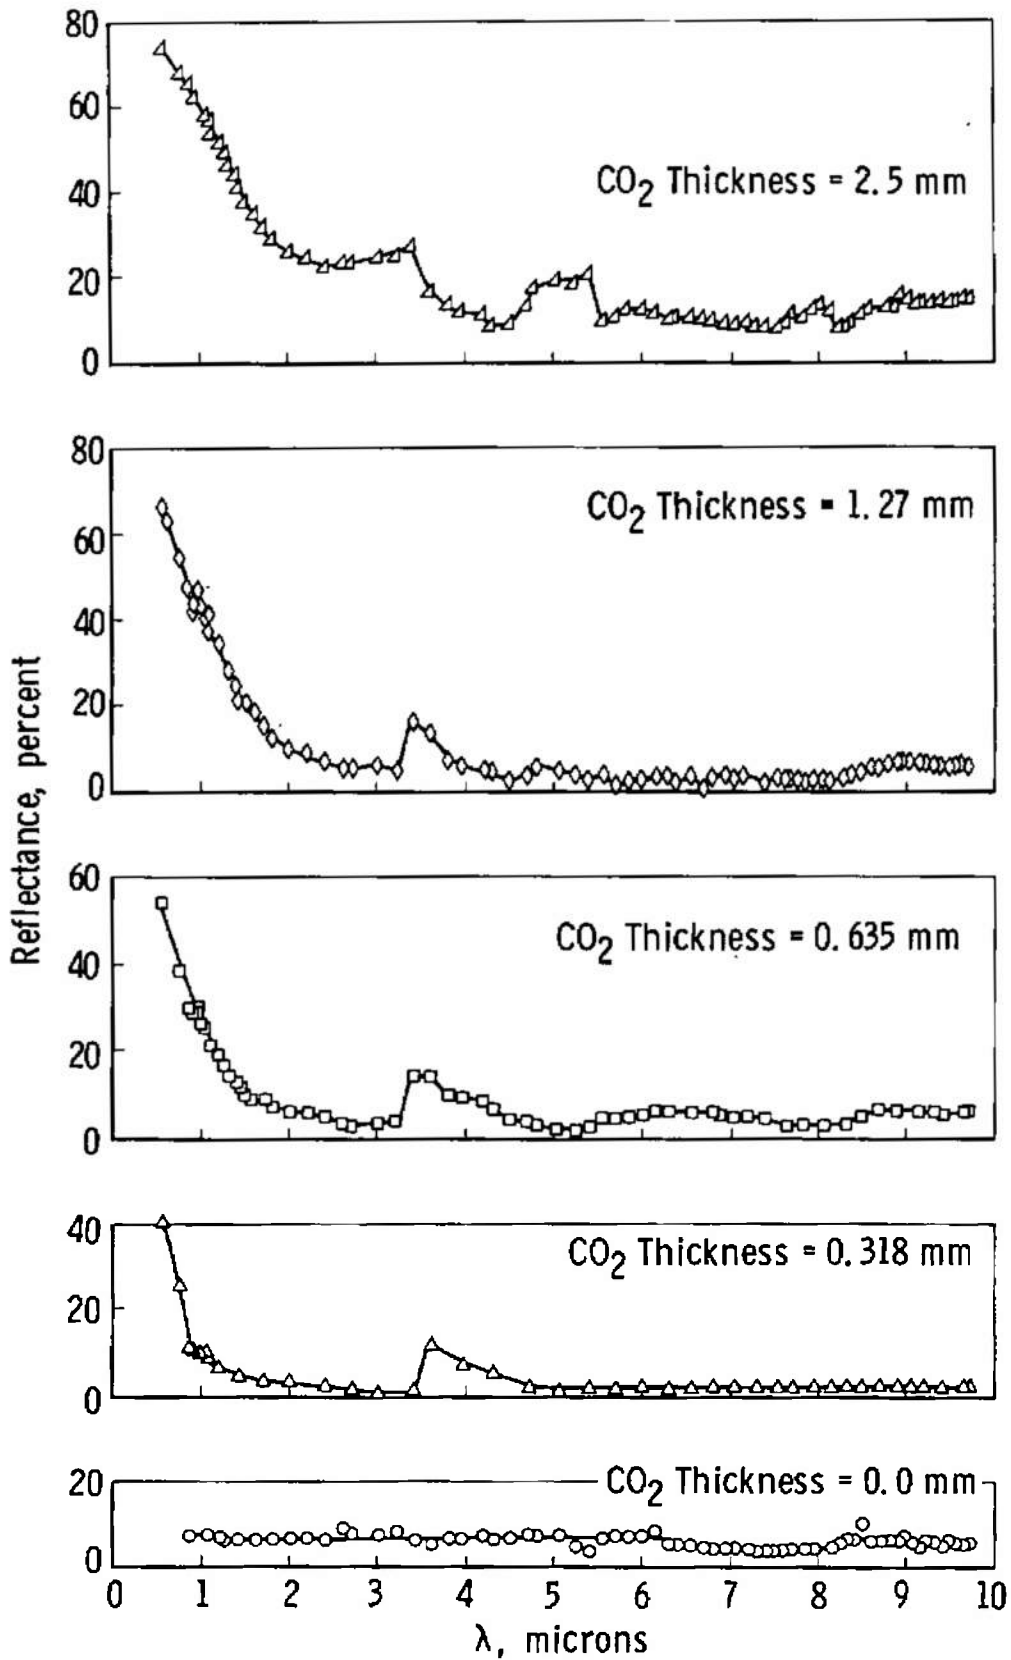 80
60
40
20
0
CO2 Thickness = 2.5 mm
80
60
40
20
0
CO2 Thickness = 1.27 mm
Reflectance, percent
60
40
20
0
CO2 Thickness = 0.635 mm
40
20
0
CO2 Thickness = 0.318 mm
20
0
CO2 Thickness = 0.0 mm
0 1 2 3 4 5 6 7 8 9 10
λ, microns